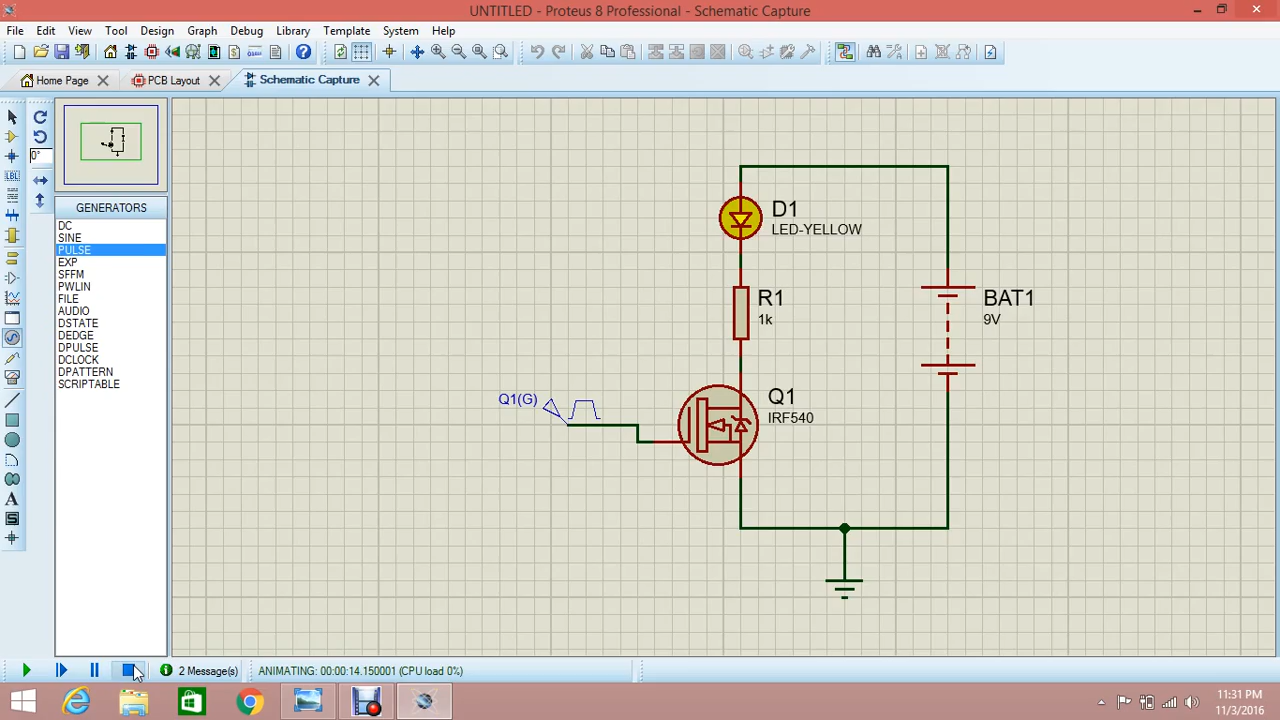 UNTITLED - Proteus 8 Professional - Schematic Capture
File Edit View Tool Design Graph Debug Library Template System Help
Home Page PCB Layout Schematic Capture
0°
LBL
GENERATORS
DC
SINE
PULSE
EXP
SFFM
PWLIN
FILE
AUDIO
DSTATE
DEDGE
DPULSE
DCLOCK
DPATTERN
SCRIPTABLE
D1
LED-YELLOW
R1
1k
BAT1
9V
Q1(G)
Q1
IRF540
2 Message(s) ANIMATING: 00:00:14.150001 (CPU load 0%)
11:31 PM
11/3/2016